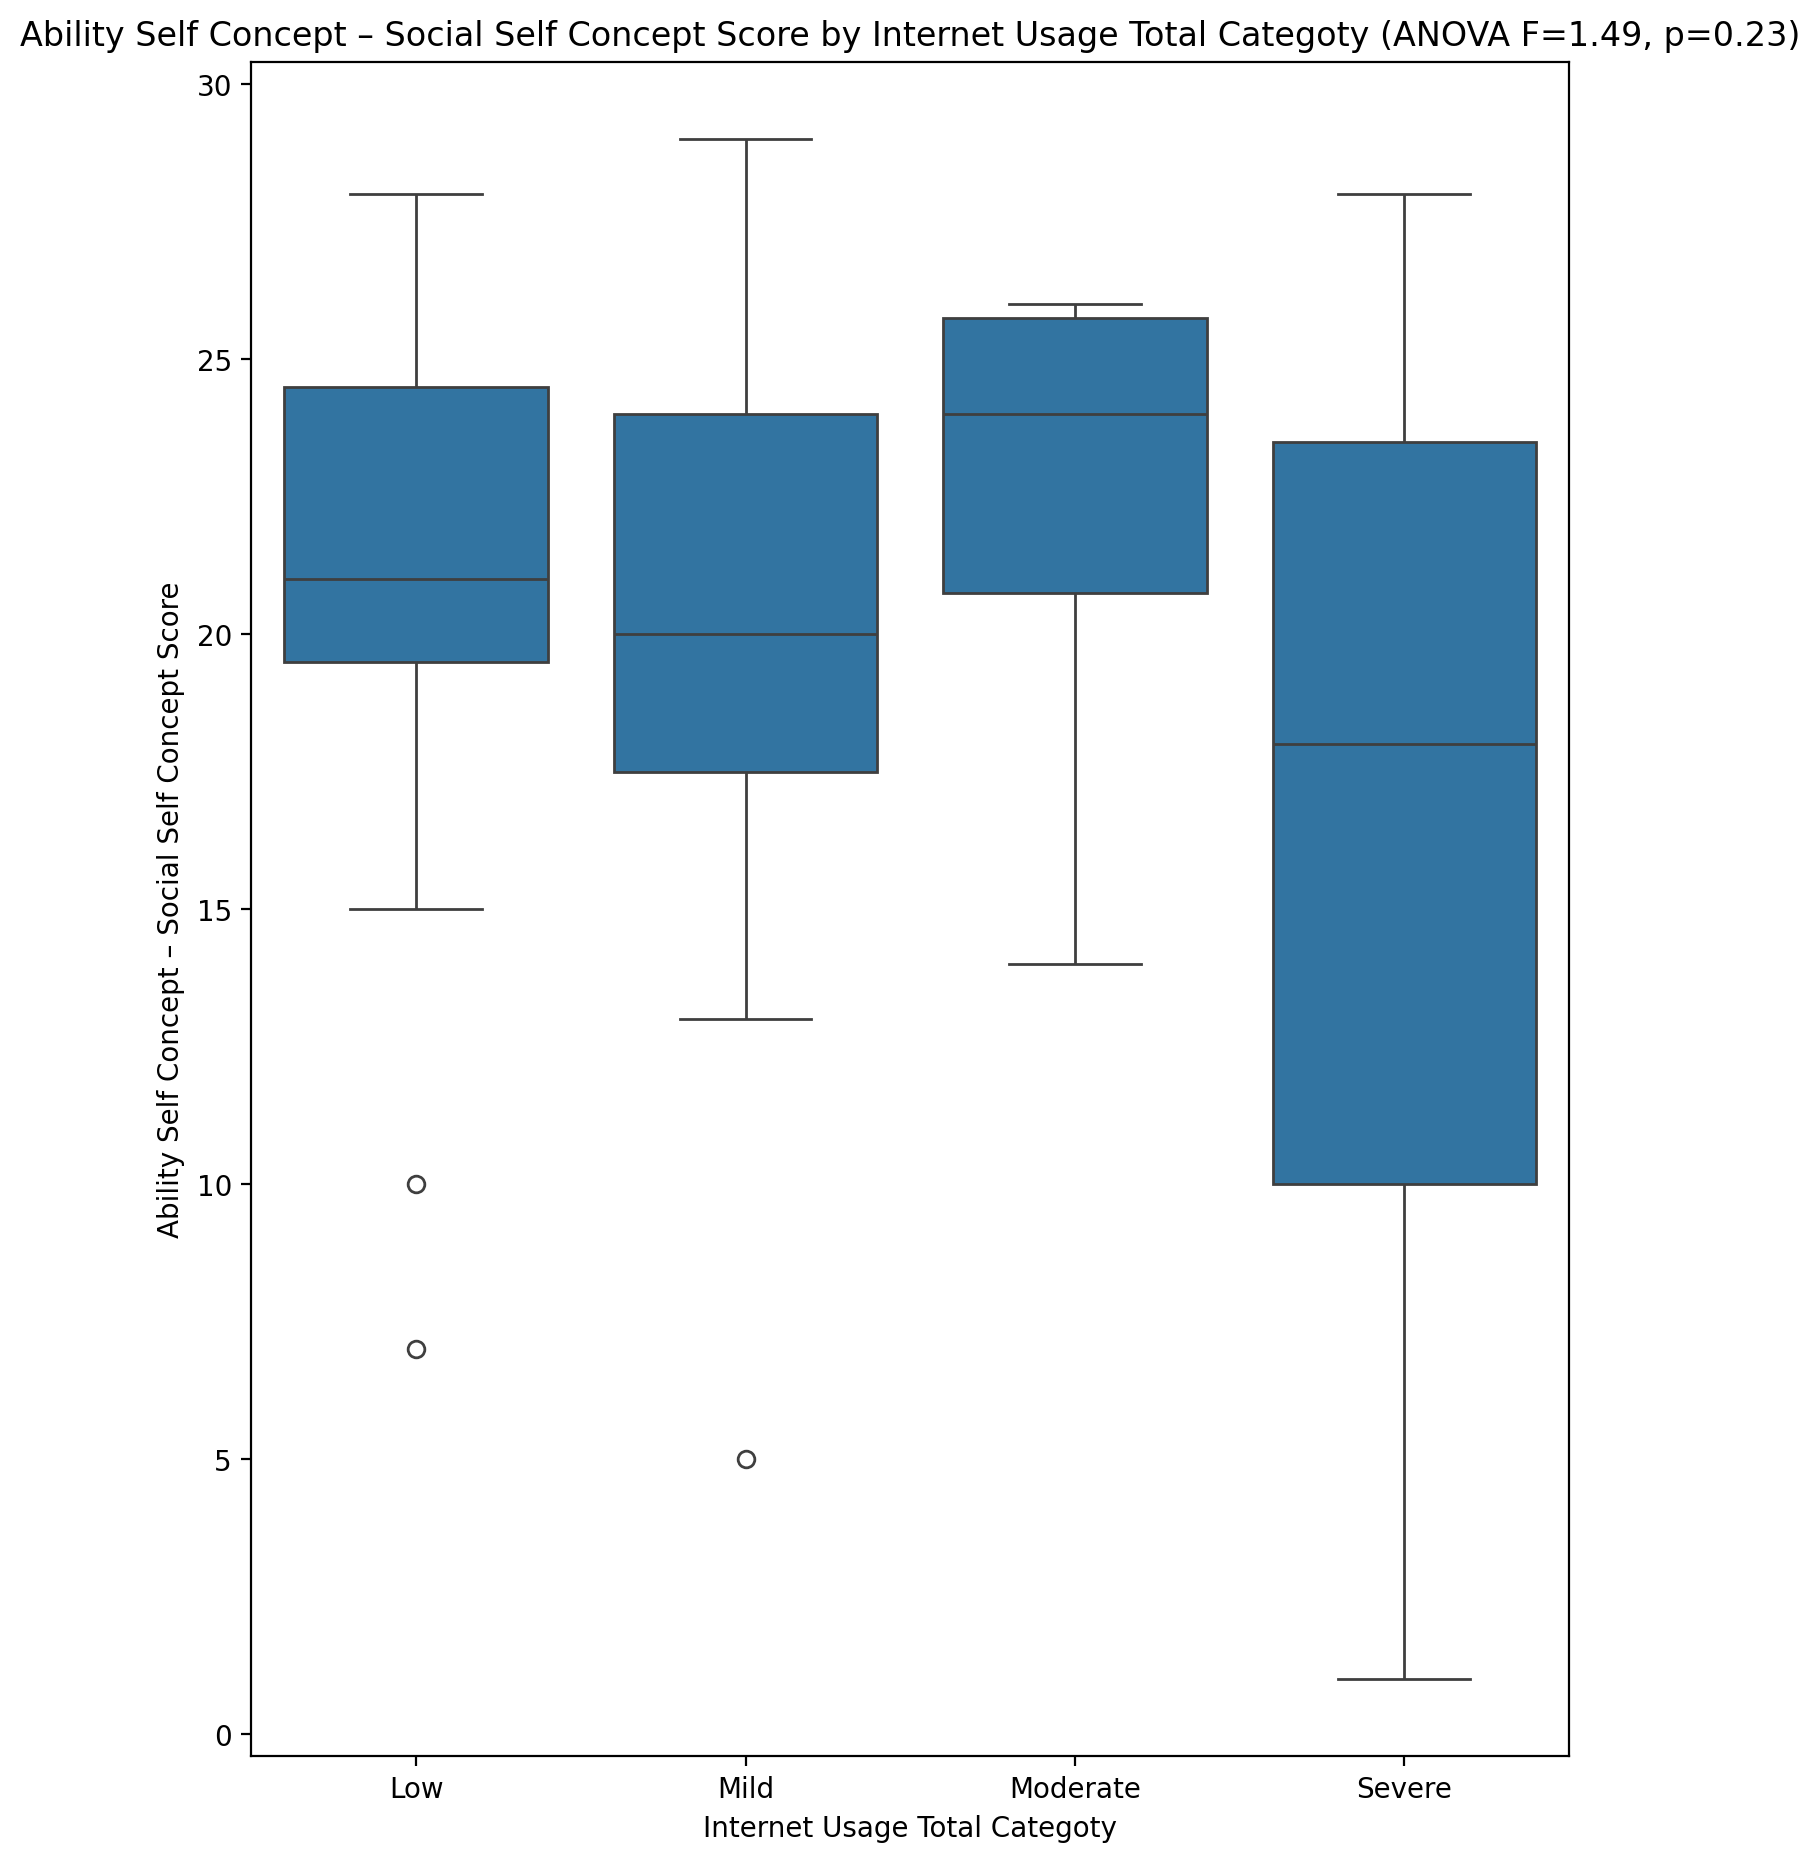 Ability Self Concept – Social Self Concept Score by Internet Usage Total Categoty (ANOVA F=1.49, p=0.23)
Ability Self Concept – Social Self Concept Score
30
25
20
15
10
5
0
Low Mild Moderate Severe
Internet Usage Total Categoty